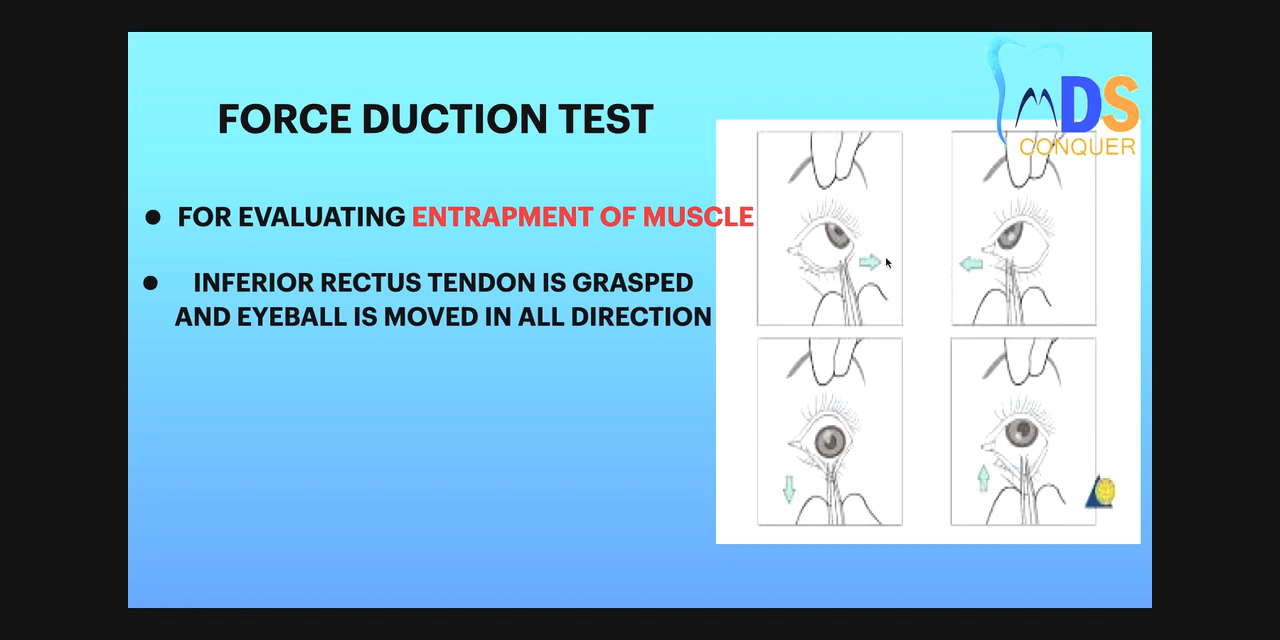 FORCE DUCTION TEST
MDS
CONQUER
● FOR EVALUATING ENTRAPMENT OF MUSCLE
● INFERIOR RECTUS TENDON IS GRASPED
AND EYEBALL IS MOVED IN ALL DIRECTION